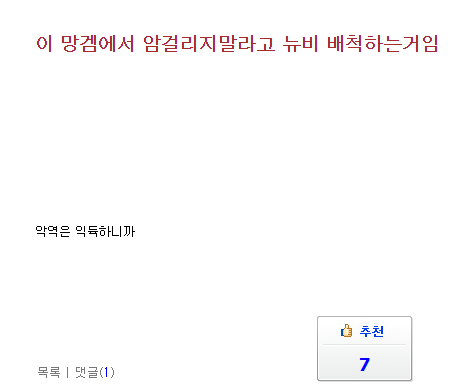 이 망겜에서 암걸리지말라고 뉴비 배척하는거임
악역은 익듁하니까
추천
7
목록 | 댓글(1)